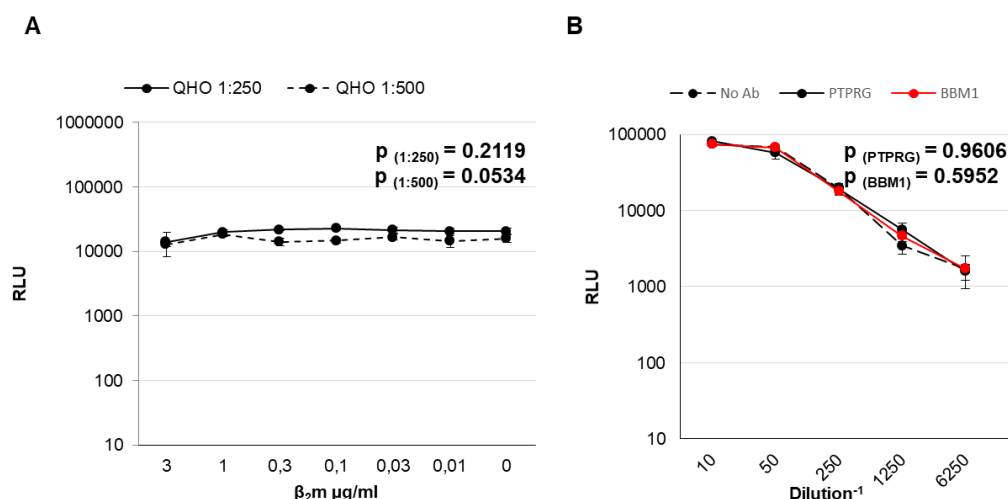 A
QHO 1:250 QHO 1:500
1000000
100000
10000
1000
100
10
RLU
p (1:250) = 0.2119
p (1:500) = 0.0534
3 1 0,3 0,1 0,03 0,01 0
β₂m µg/ml
B
No Ab PTPRG BBM1
100000
10000
1000
100
10
RLU
p (PTPRG) = 0.9606
p (BBM1) = 0.5952
10 50 250 1250 6250
Dilution⁻¹